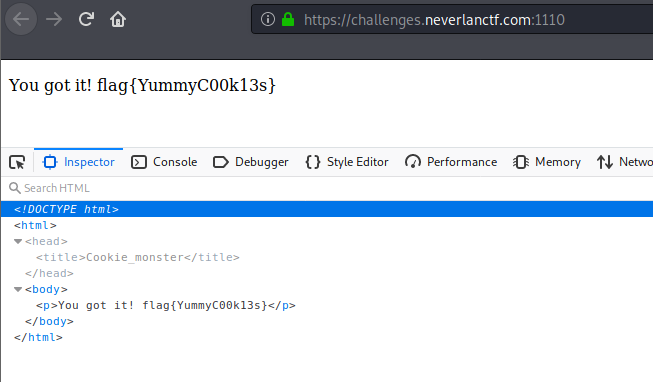 https://challenges.neverlanctf.com:1110
You got it! flag{YummyC00k13s}
Inspector Console Debugger Style Editor Performance Memory Netwo
Search HTML
<!DOCTYPE html>
<html>
<head>
<title>Cookie_monster</title>
</head>
<body>
<p>You got it! flag{YummyC00k13s}</p>
</body>
</html>